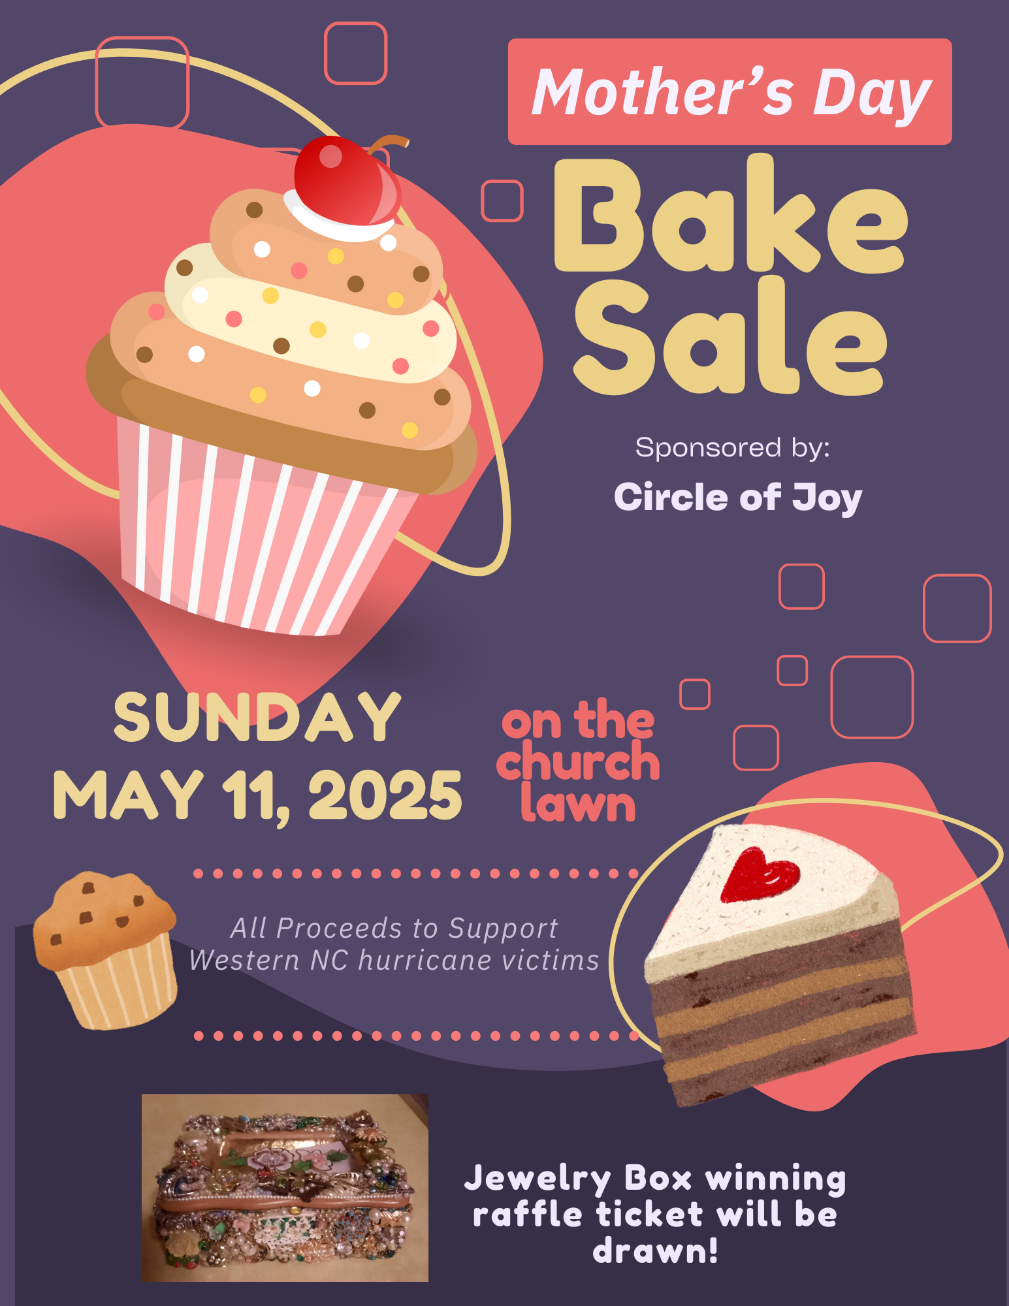 Mother's Day
Bake
Sale
Sponsored by:
Circle of Joy
SUNDAY
MAY 11, 2025
on the
church
lawn
All Proceeds to Support
Western NC hurricane victims
Jewelry Box winning
raffle ticket will be
drawn!